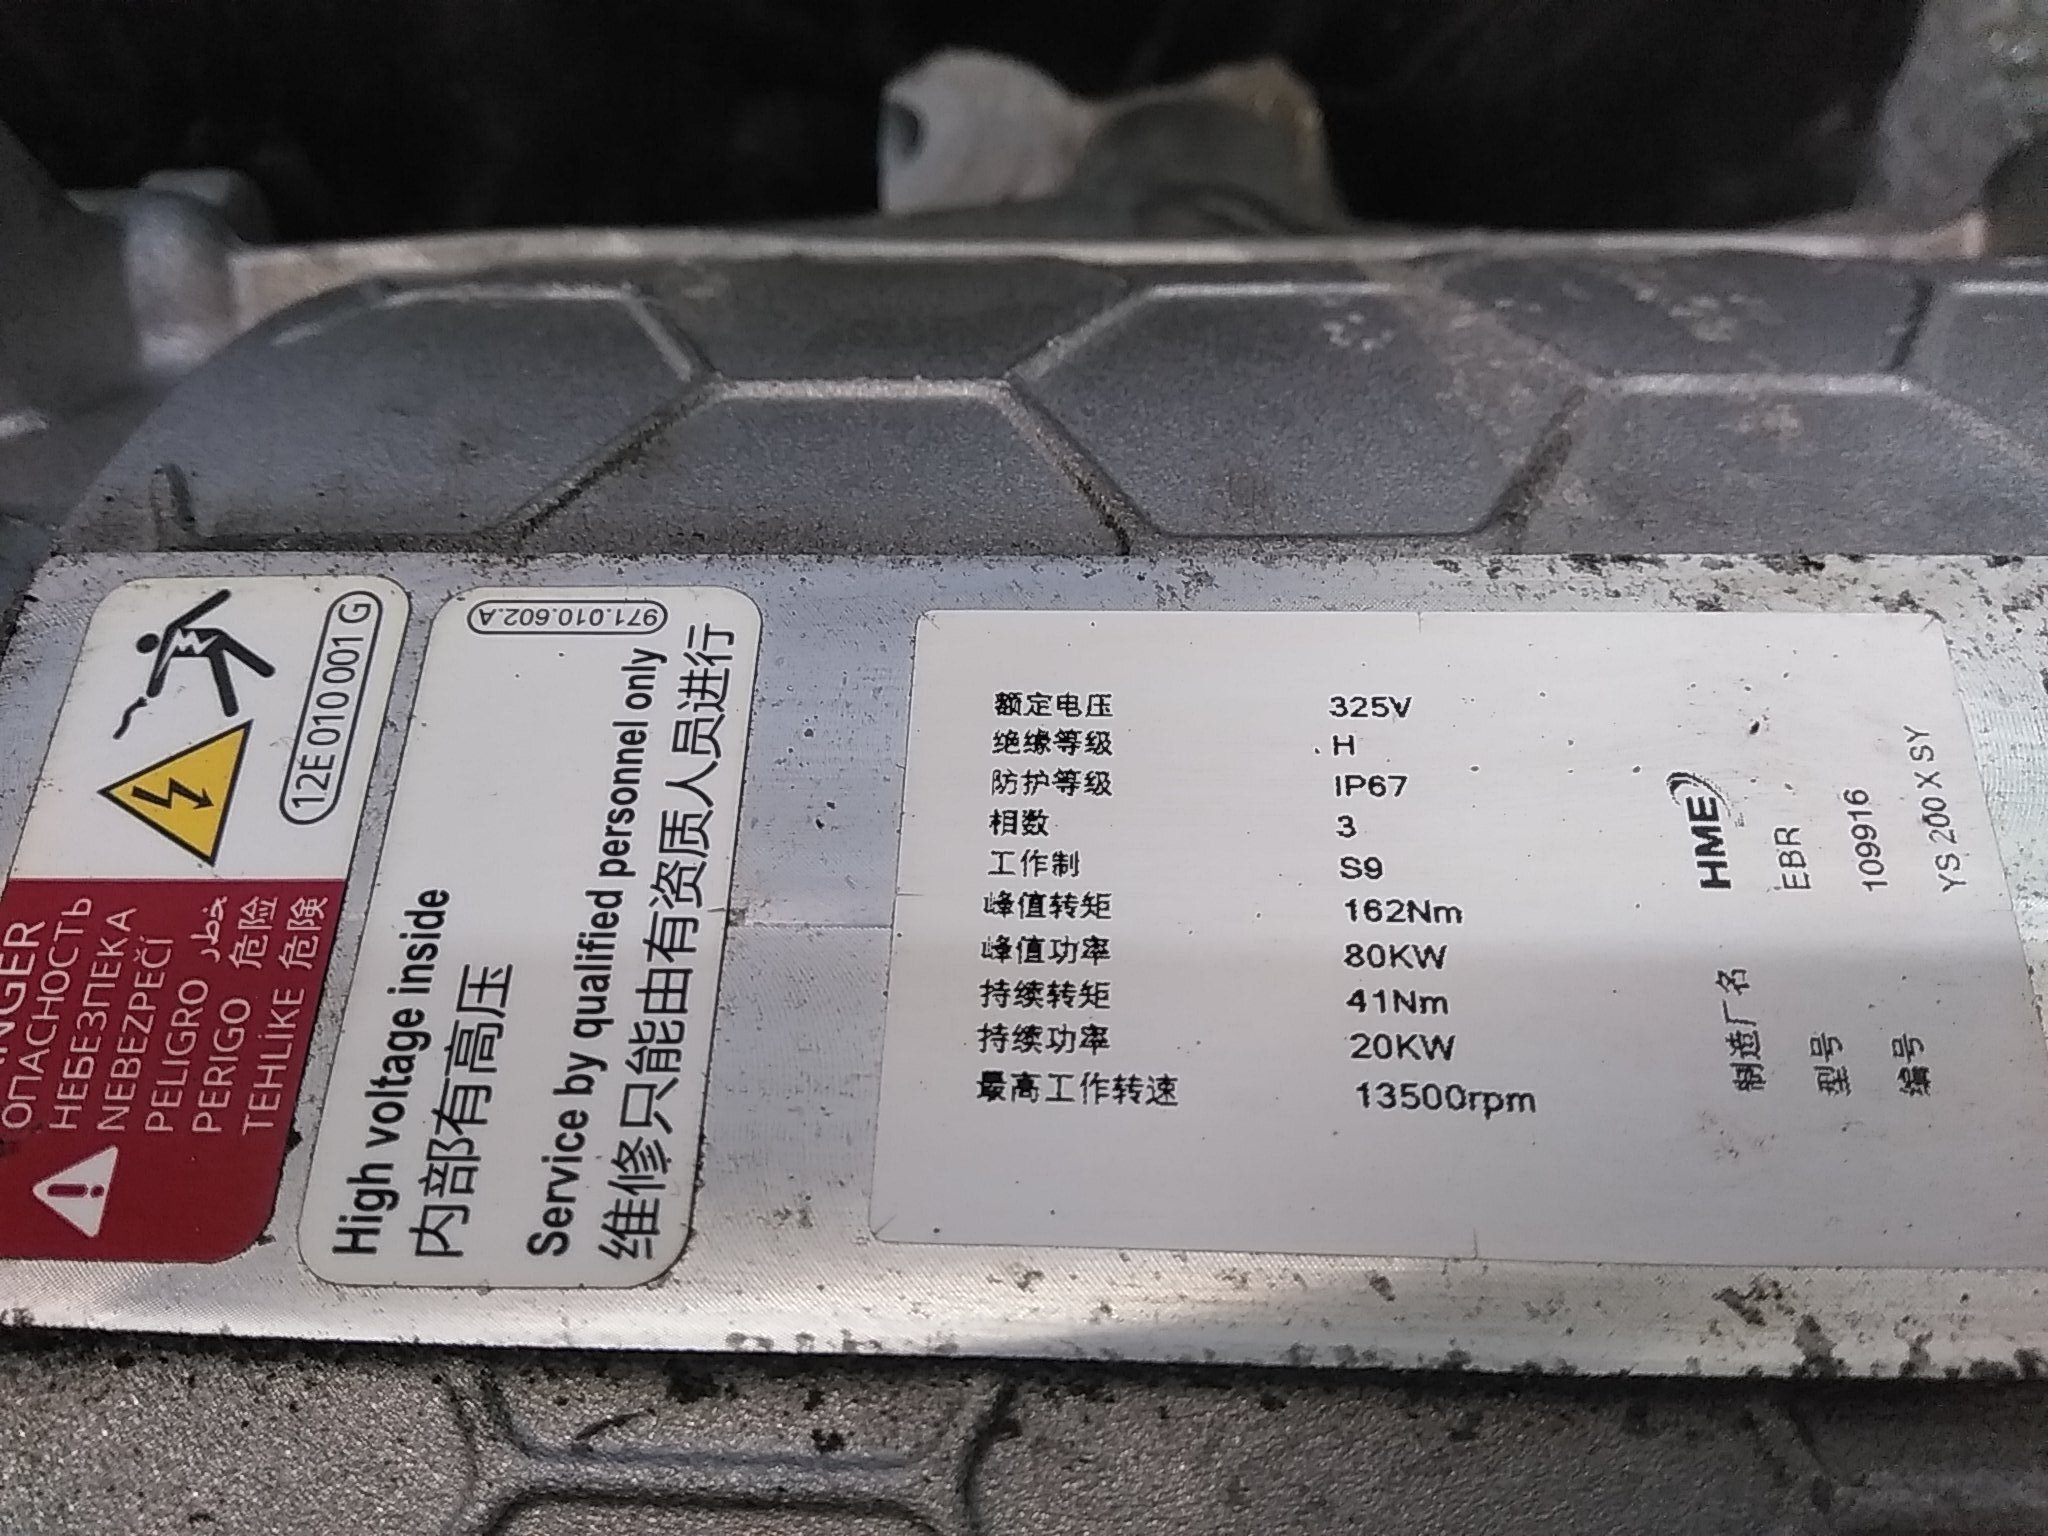 12E 010 001 G
NGER
ОПАСНОСТЬ
НЕБЕЗПЕКА
NEBEZPEČÍ
PELIGRO خطر
PERIGO 危险
TEHLİKE 危険
971.010.602.A
High voltage inside
内部有高压
Service by qualified personnel only
维修只能由有资质人员进行
额定电压 325V
绝缘等级 H
防护等级 IP67
相数 3
工作制 S9
峰值转矩 162Nm
峰值功率 80KW
持续转矩 41Nm
持续功率 20KW
最高工作转速 13500rpm
制造厂名 HME
型号 EBR
编号 109916
YS 200 X SY